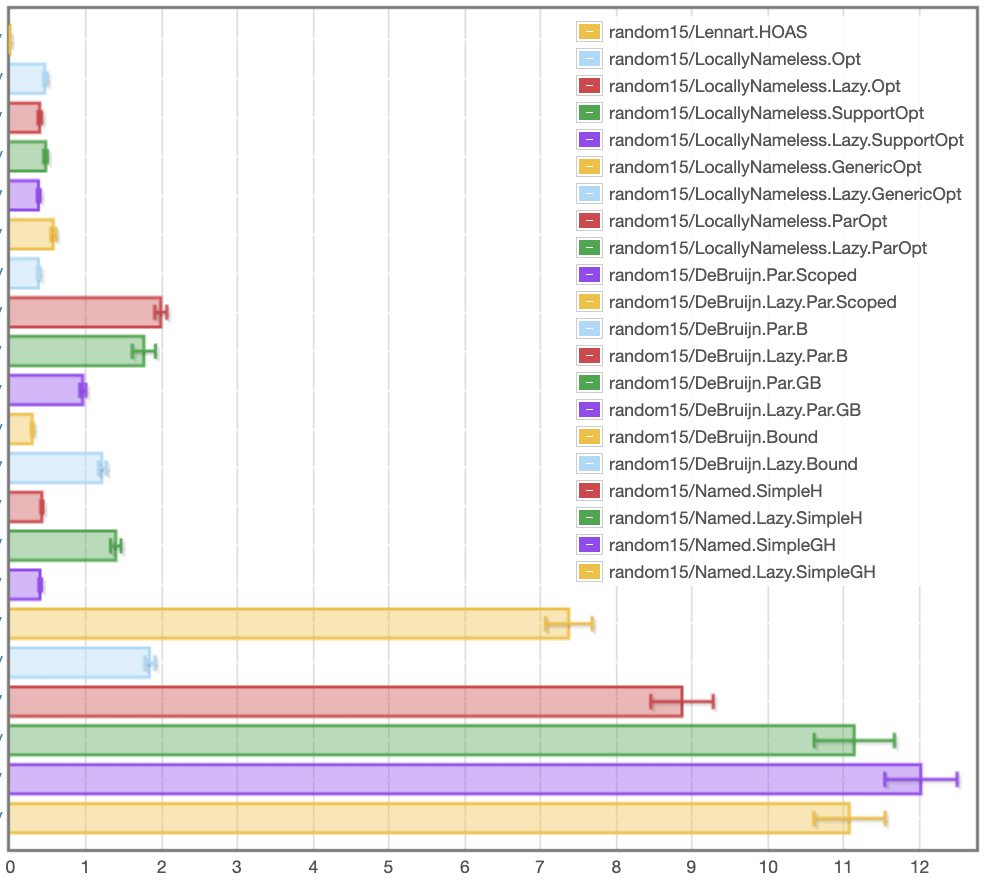 random15/Lennart.HOAS
random15/LocallyNameless.Opt
random15/LocallyNameless.Lazy.Opt
random15/LocallyNameless.SupportOpt
random15/LocallyNameless.Lazy.SupportOpt
random15/LocallyNameless.GenericOpt
random15/LocallyNameless.Lazy.GenericOpt
random15/LocallyNameless.ParOpt
random15/LocallyNameless.Lazy.ParOpt
random15/DeBruijn.Par.Scoped
random15/DeBruijn.Lazy.Par.Scoped
random15/DeBruijn.Par.B
random15/DeBruijn.Lazy.Par.B
random15/DeBruijn.Par.GB
random15/DeBruijn.Lazy.Par.GB
random15/DeBruijn.Bound
random15/DeBruijn.Lazy.Bound
random15/Named.SimpleH
random15/Named.Lazy.SimpleH
random15/Named.SimpleGH
random15/Named.Lazy.SimpleGH
0 1 2 3 4 5 6 7 8 9 10 11 12